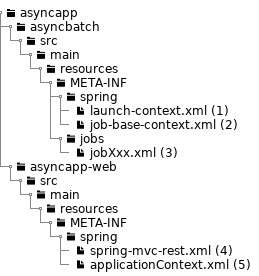 asyncapp
asyncbatch
src
main
resources
META-INF
spring
launch-context.xml (1)
job-base-context.xml (2)
jobs
jobXxx.xml (3)
asyncapp-web
src
main
resources
META-INF
spring
spring-mvc-rest.xml (4)
applicationContext.xml (5)